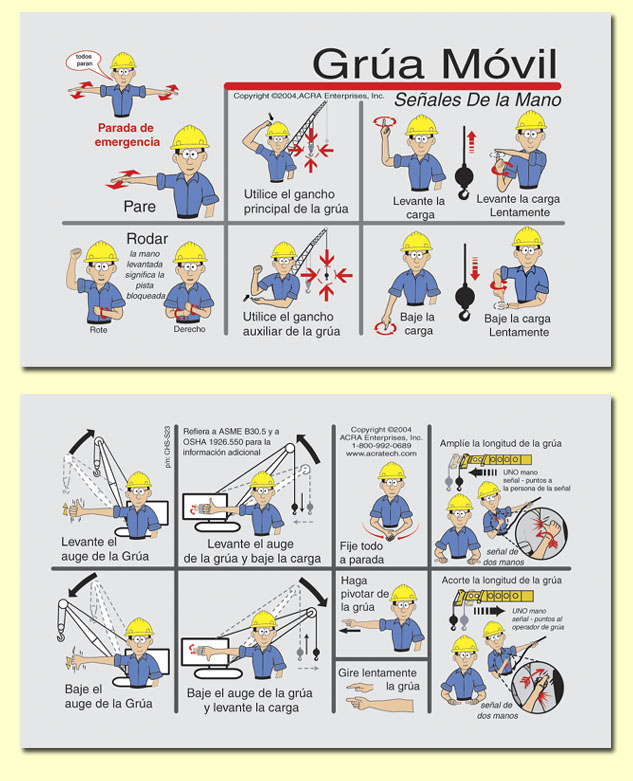 todos
paran
Parada de
emergencia
Pare
Grúa Móvil
Copyright ©2004,ACRA Enterprises, Inc.
Señales De la Mano
Utilice el gancho
principal de la grúa
Levante la
carga
Levante la carga
Lentamente
Rodar
la mano
levantada
significa la
pista
bloqueada
Rote
Derecho
Utilice el gancho
auxiliar de la grúa
Baje la
carga
Baje la carga
Lentamente
p/n: CHS-S23
Levante el
auge de la Grúa
Refiera a ASME B30.5 y a
OSHA 1926.550 para la
información adicional
Levante el auge
de la grúa y baje la carga
Copyright ©2004
ACRA Enterprises, Inc.
1-800-992-0689
www.acratech.com
Fije todo
a parada
Amplíe la longitud de la grúa
UNO mano
señal - puntos a
la persona de la señal
señal de
dos manos
Baje el
auge de la Grúa
Baje el auge de la grúa
y levante la carga
Haga
pivotar de
la grúa
Gire lentamente
la grúa
Acorte la longitud de la grúa
UNO mano
señal - puntos al
operador de grúa
señal de
dos manos